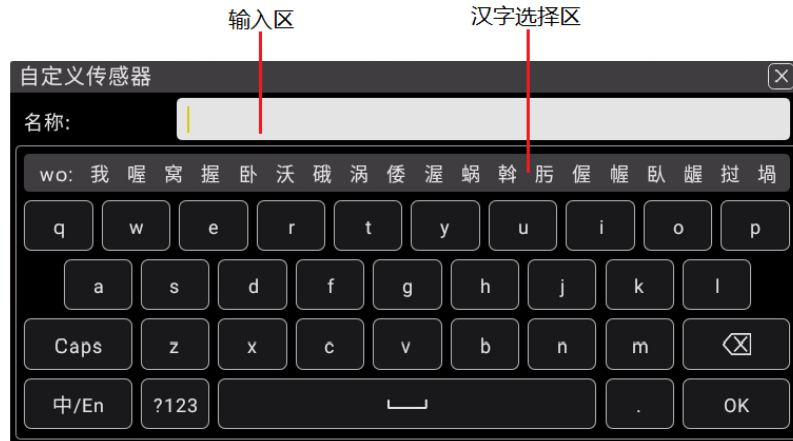 输入区 汉字选择区
自定义传感器
名称:
wo: 我 喔 窝 握 卧 沃 硪 涡 倭 渥 蜗 斡 肟 偓 幄 臥 龌 挝 堝
q w e r t y u i o p
a s d f g h j k l
Caps z x c v b n m
中/En ?123 . OK